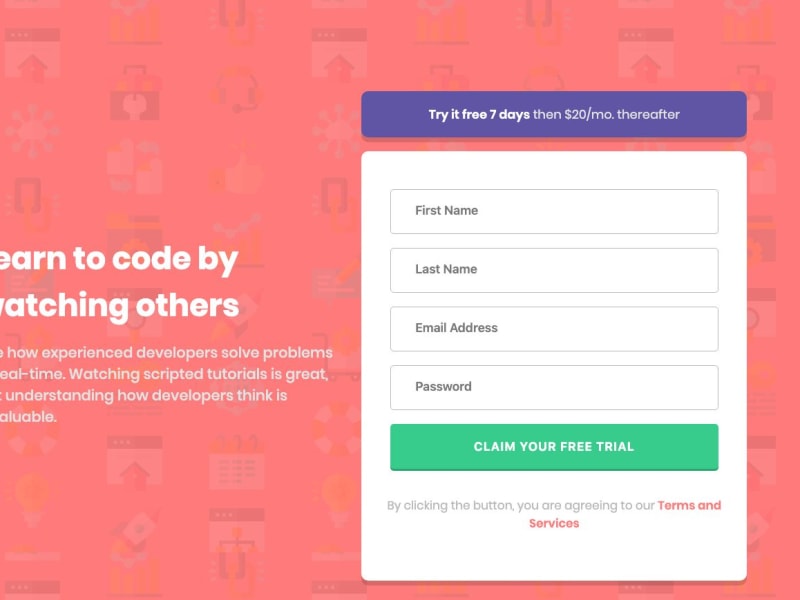 earn to code by
watching others
e how experienced developers solve problems
real-time. Watching scripted tutorials is great,
t understanding how developers think is
aluable.
Try it free 7 days then $20/mo. thereafter
First Name
Last Name
Email Address
Password
CLAIM YOUR FREE TRIAL
By clicking the button, you are agreeing to our Terms and
Services